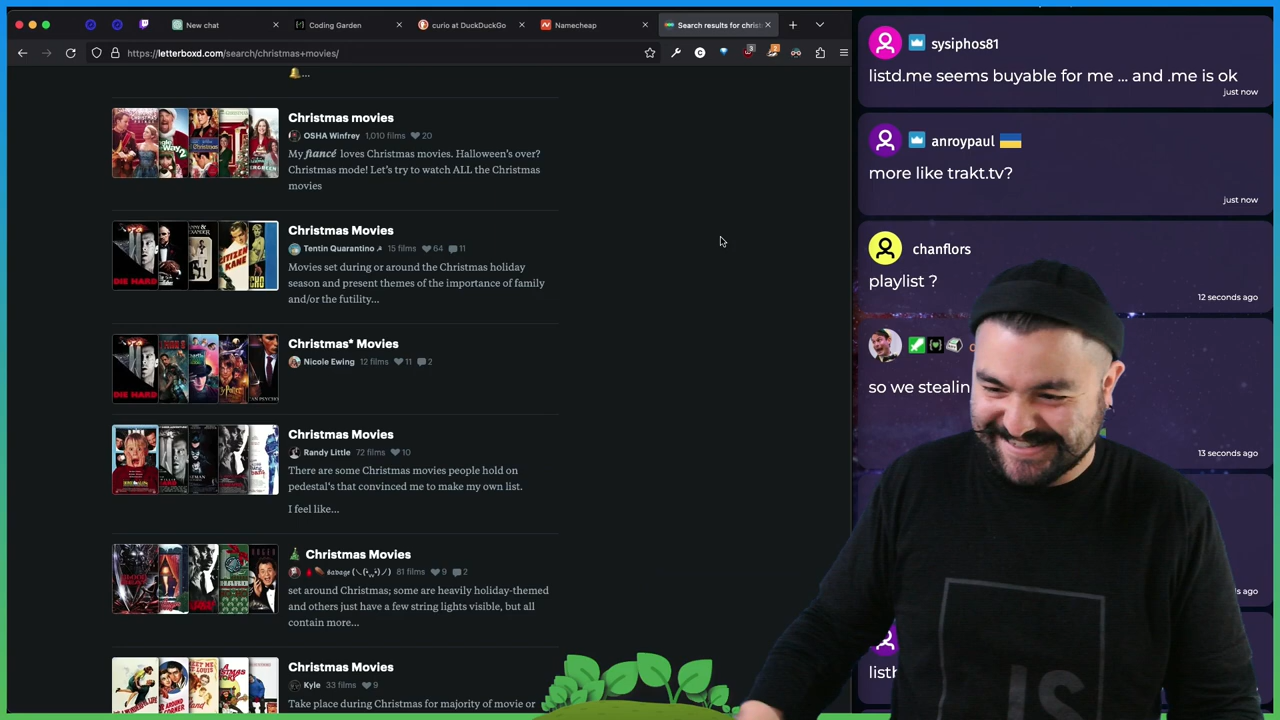 New chat
Coding Garden
curio at DuckDuckGo
Namecheap
Search results for christ
https://letterboxd.com/search/christmas+movies/
🔔...
Christmas movies
OSHA Winfrey 1,010 films 20
My fiancé loves Christmas movies. Halloween's over?
Christmas mode! Let's try to watch ALL the Christmas
movies
Christmas Movies
Tentin Quarantino 15 films 64 11
Movies set during or around the Christmas holiday
season and present themes of the importance of family
and/or the futility...
Christmas* Movies
Nicole Ewing 12 films 11 2
Christmas Movies
Randy Little 72 films 10
There are some Christmas movies people hold on
pedestal's that convinced me to make my own list.
I feel like...
🎄 Christmas Movies
81 films 9 2
set around Christmas; some are heavily holiday-themed
and others just have a few string lights visible, but all
contain more...
Christmas Movies
Kyle 33 films 9
Take place during Christmas for majority of movie or
DIE HARD
CITIZEN
KANE
DIE HARD
sysiphos81
listd.me seems buyable for me ... and .me is ok
just now
anroypaul
more like trakt.tv?
just now
chanflors
playlist ?
12 seconds ago
so we stealin
13 seconds ago
s ago
JS